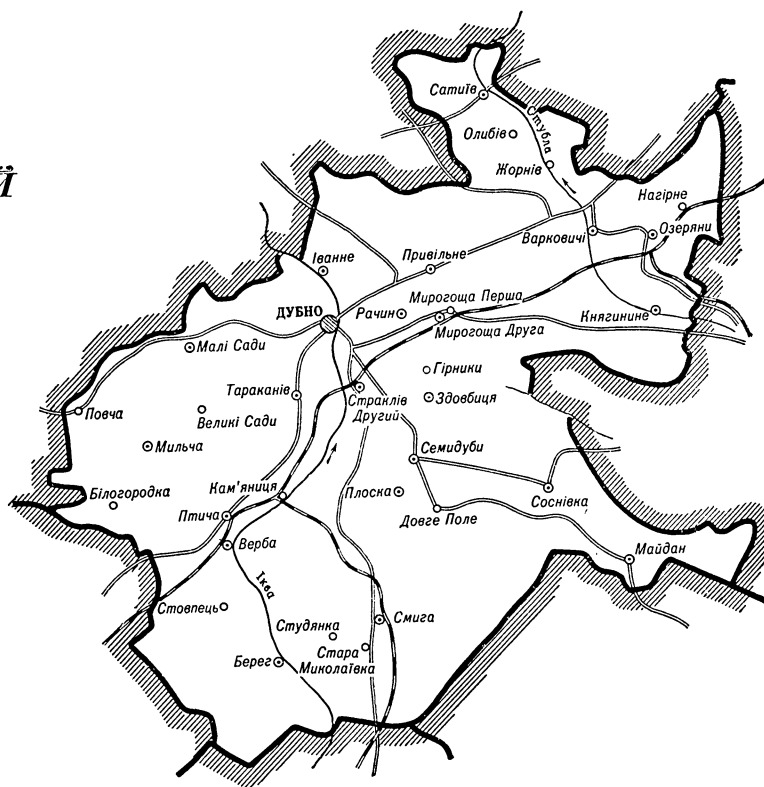 Й
Сатиїв
Стубла
Олибів
Жорнів
Нагірне
Варковичі
Озеряни
Іванне
Привільне
Мирогоща Перша
ДУБНО
Рачин
Мирогоща Друга
Княгинине
Малі Сади
Гірники
Тараканів
Страклів
Другий
Здовбиця
Повча
Великі Сади
Мильча
Семидуби
Білогородка
Кам'яниця
Плоска
Соснівка
Птича
Довге Поле
Верба
Майдан
Іква
Стовпець
Студянка
Смига
Берег
Стара
Миколаївка